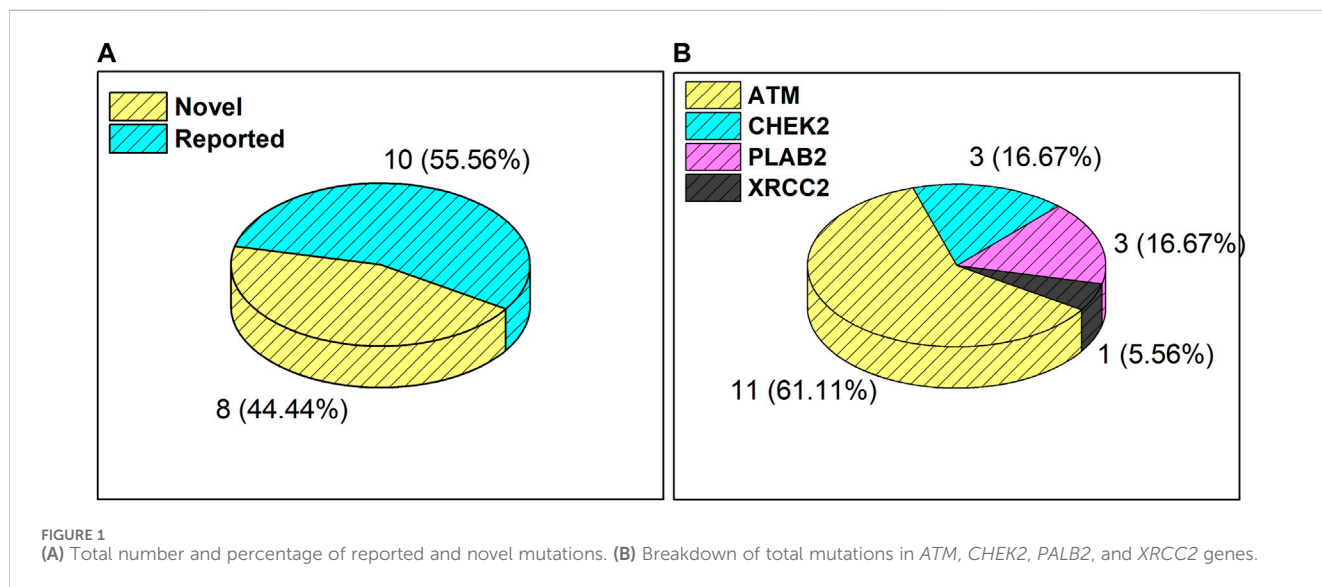 A
Novel
Reported
10 (55.56%)
8 (44.44%)
B
ATM
CHEK2
PLAB2
XRCC2
3 (16.67%)
3 (16.67%)
1 (5.56%)
11 (61.11%)
FIGURE 1
(A) Total number and percentage of reported and novel mutations. (B) Breakdown of total mutations in ATM, CHEK2, PALB2, and XRCC2 genes.